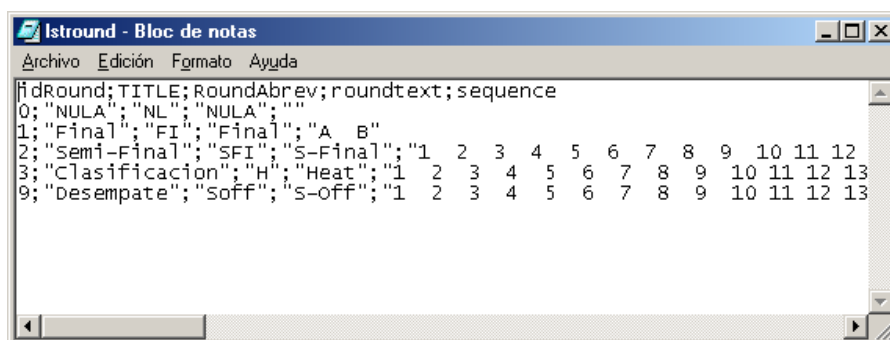 lstround - Bloc de notas
Archivo Edición Formato Ayuda
idRound;TITLE;RoundAbrev;roundtext;sequence
0;"NULA";"NL";"NULA";""
1;"Final";"FI";"Final";"A  B"
2;"Semi-Final";"SFI";"S-Final";"1  2  3  4  5  6  7  8  9  10 11 12
3;"Clasificacion";"H";"Heat";"1  2  3  4  5  6  7  8  9  10 11 12 13
9;"Desempate";"Soff";"S-Off";"1  2  3  4  5  6  7  8  9  10 11 12 13